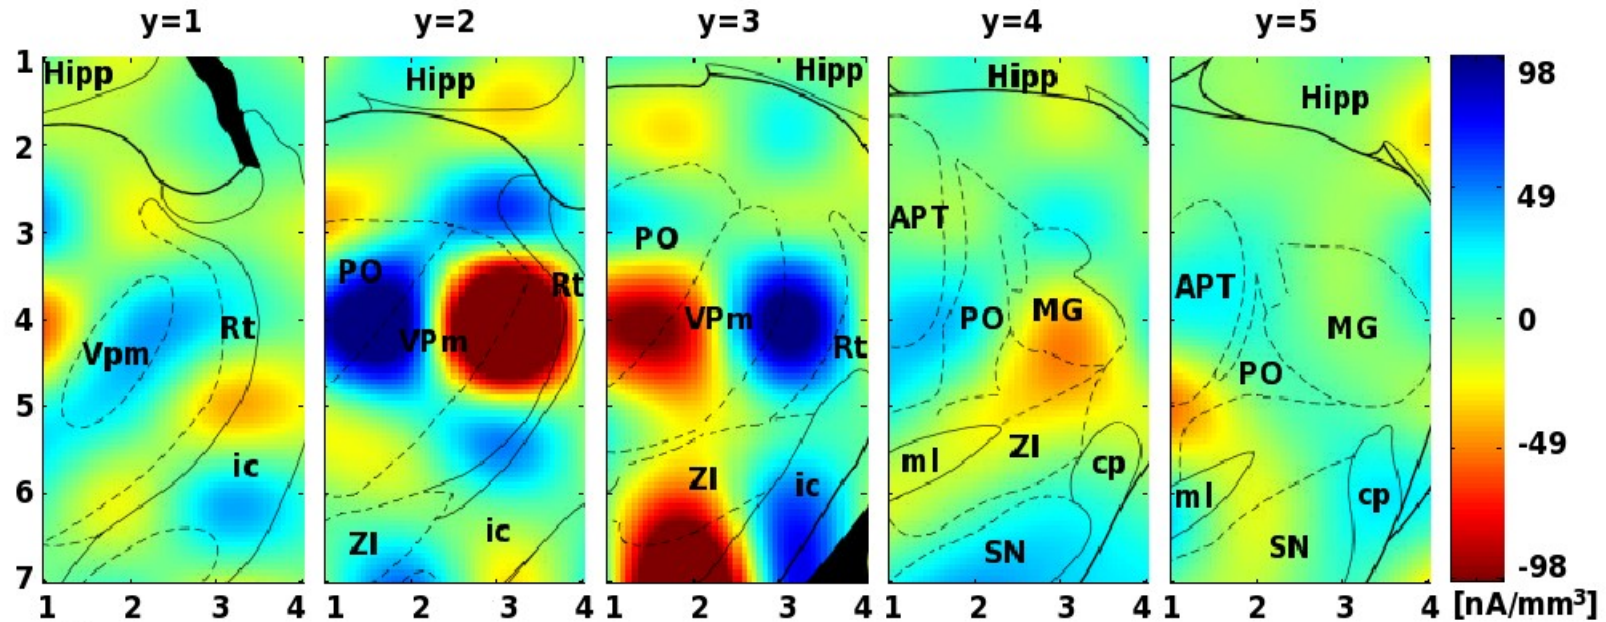 y=1 y=2 y=3 y=4 y=5
1 Hipp Hipp Hipp Hipp Hipp 98
2
49
3 PO APT
PO Rt APT
4 Rt Vpm VPm VPm Rt PO MG MG 0
PO
5
-49
6 ic ZI ic ml ZI cp ml cp
ZI ic SN SN
7 -98
1 2 3 4 1 2 3 4 1 2 3 4 1 2 3 4 1 2 3 4 [nA/mm³]